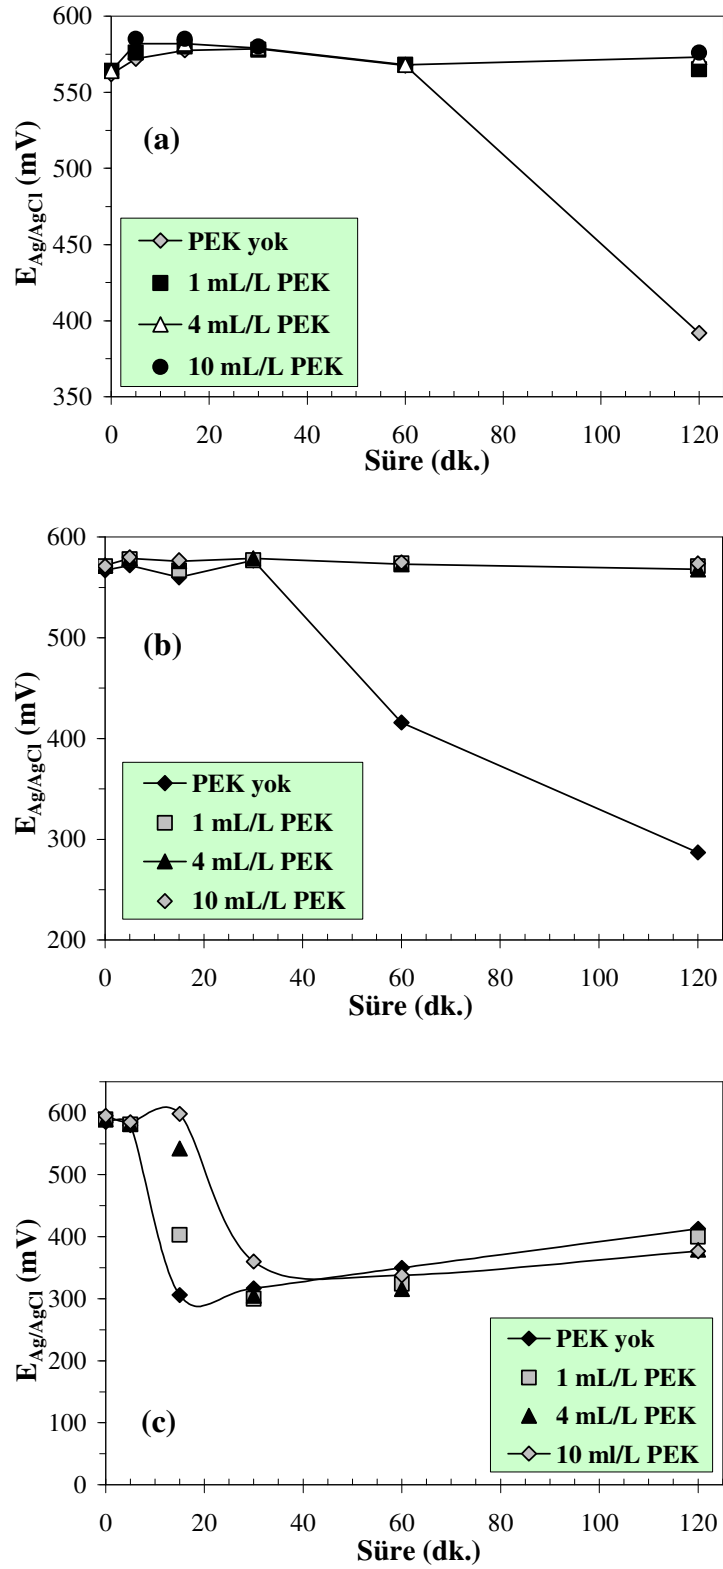 600
550
500
450
400
350
E_Ag/AgCl (mV)
(a)
PEK yok
1 mL/L PEK
4 mL/L PEK
10 mL/L PEK
0 20 40 60 80 100 120
Süre (dk.)
600
500
400
300
200
E_Ag/AgCl (mV)
(b)
PEK yok
1 mL/L PEK
4 mL/L PEK
10 mL/L PEK
0 20 40 60 80 100 120
Süre (dk.)
600
500
400
300
200
100
0
E_Ag/AgCl (mV)
(c)
PEK yok
1 mL/L PEK
4 mL/L PEK
10 ml/L PEK
0 20 40 60 80 100 120
Süre (dk.)